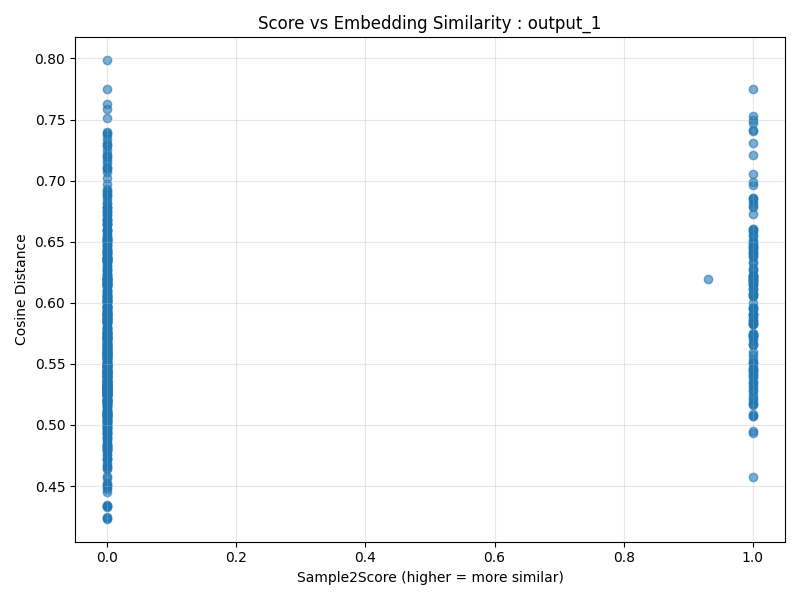 Score vs Embedding Similarity : output_1
Cosine Distance
0.80
0.75
0.70
0.65
0.60
0.55
0.50
0.45
0.0 0.2 0.4 0.6 0.8 1.0
Sample2Score (higher = more similar)